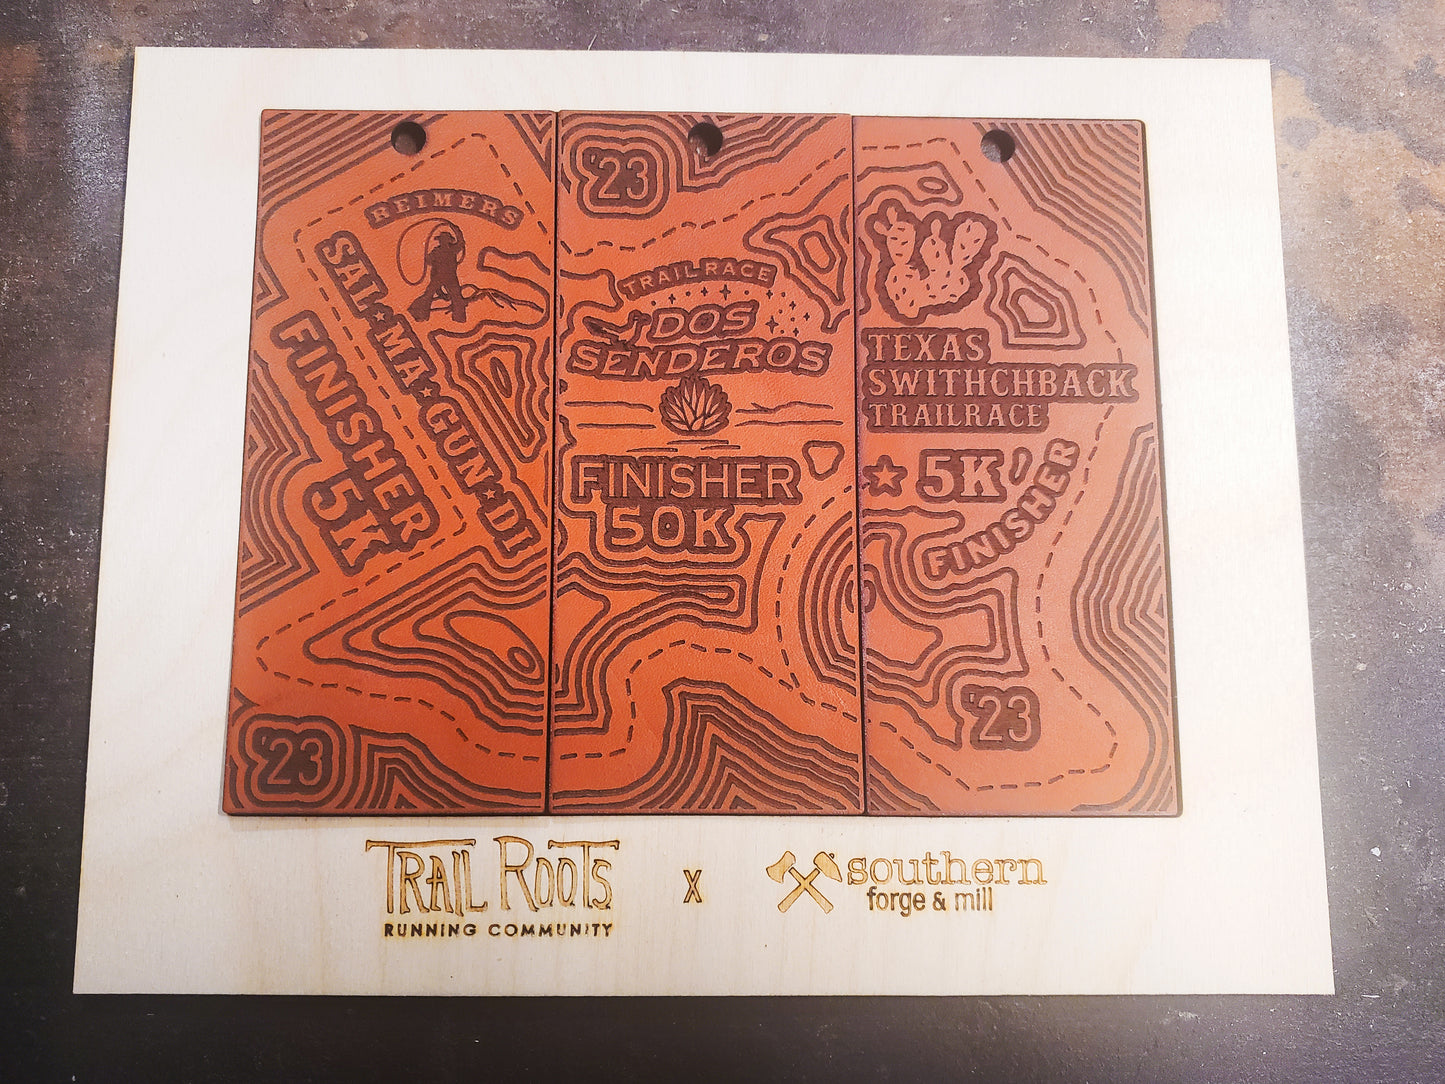 REIMERS
SAL★MA★GUN★DI
FINISHER
5K
'23
'23
TRAIL RACE
DOS
SENDEROS
FINISHER
50K
TEXAS
SWITHCHBACK
TRAILRACE
★ 5K
FINISHER
'23
TRAIL ROOTS
RUNNING COMMUNITY
X
southern
forge & mill